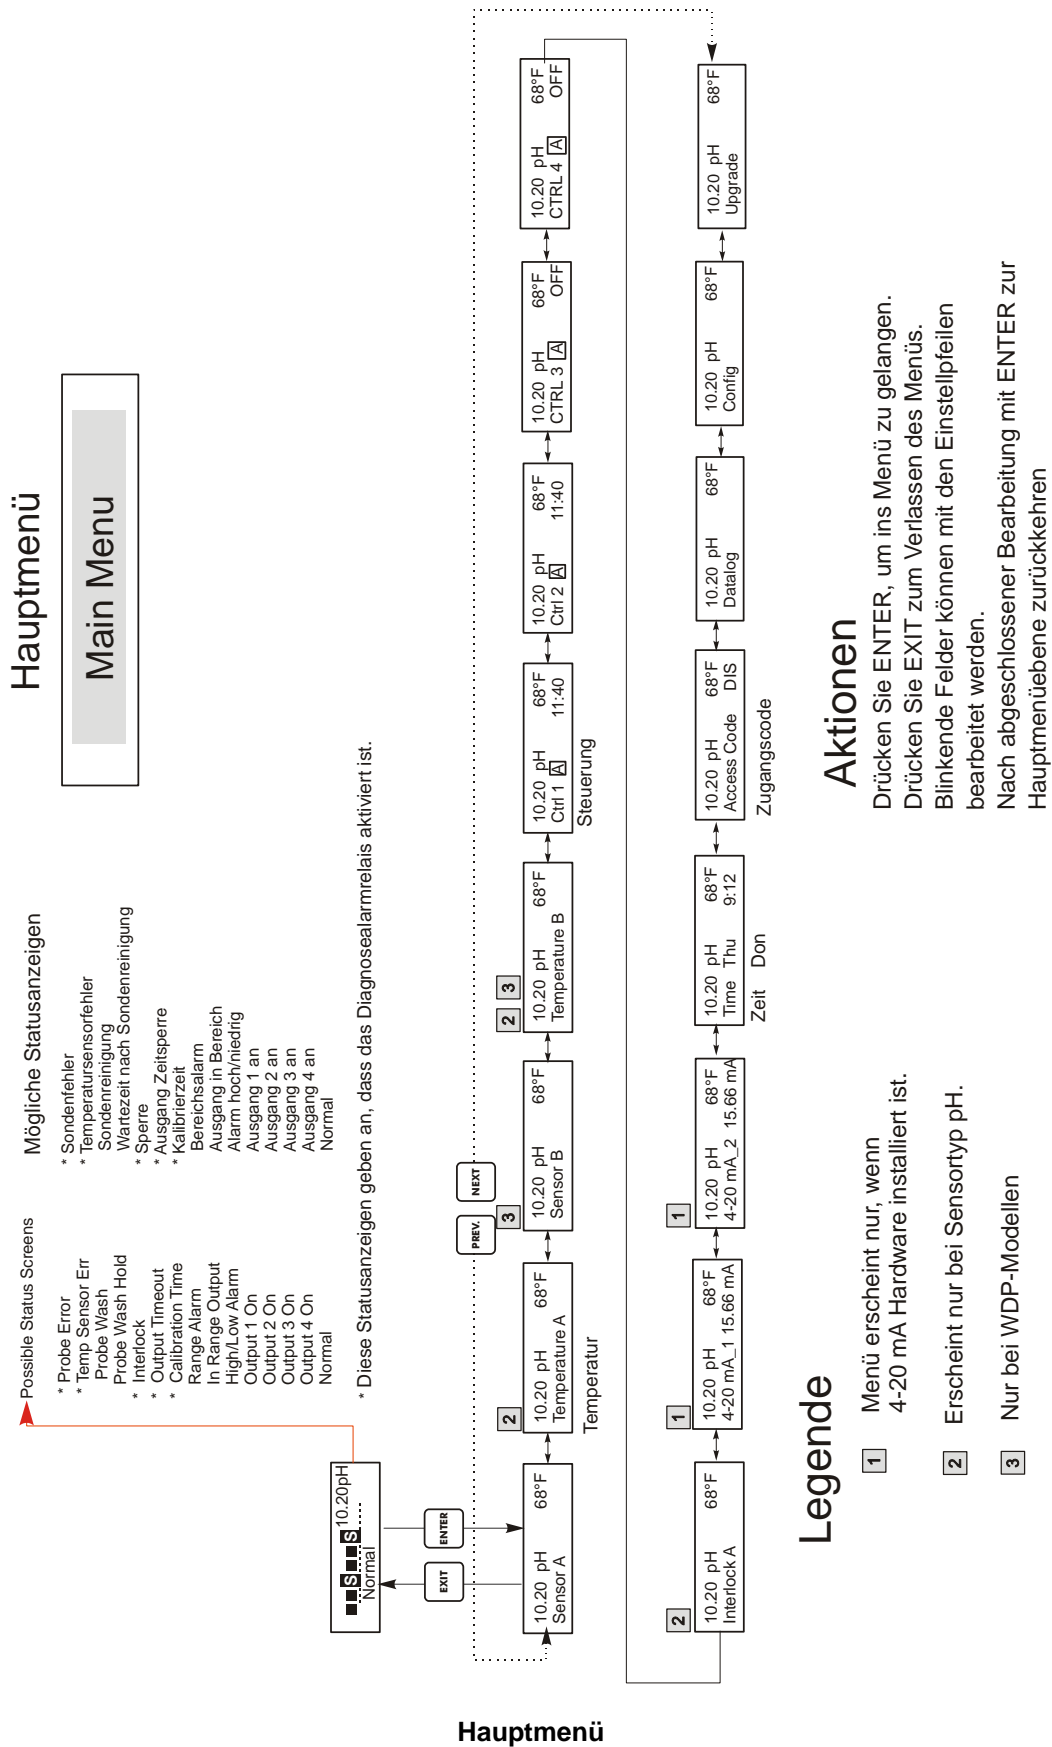 Hauptmenü
Main Menu
Possible Status Screens
* Probe Error
* Temp Sensor Err
Probe Wash
Probe Wash Hold
* Interlock
* Output Timeout
* Calibration Time
Range Alarm
In Range Output
High/Low Alarm
Output 1 On
Output 2 On
Output 3 On
Output 4 On
Normal
Mögliche Statusanzeigen
* Sondenfehler
* Temperatursensorfehler
Sondenreinigung
Wartezeit nach Sondenreinigung
* Sperre
* Ausgang Zeitsperre
* Kalibrierzeit
Bereichsalarm
Ausgang in Bereich
Alarm hoch/niedrig
Ausgang 1 an
Ausgang 2 an
Ausgang 3 an
Ausgang 4 an
Normal
* Diese Statusanzeigen geben an, dass das Diagnosealarmrelais aktiviert ist.
S S 10.20pH
Normal
EXIT
ENTER
PREV.
NEXT
10.20 pH 68°F
Sensor A
2
10.20 pH 68°F
Temperature A
Temperatur
3
10.20 pH 68°F
Sensor B
2 3
10.20 pH 68°F
Temperature B
10.20 pH 68°F
Ctrl 1 A 11:40
Steuerung
10.20 pH 68°F
Ctrl 2 A 11:40
10.20 pH 68°F
CTRL 3 A OFF
10.20 pH 68°F
CTRL 4 A OFF
2
10.20 pH 68°F
Interlock A
1
10.20 pH 68°F
4-20 mA_1 15.66 mA
1
10.20 pH 68°F
4-20 mA_2 15.66 mA
10.20 pH 68°F
Time Thu 9:12
Zeit Don
10.20 pH 68°F
Access Code DIS
Zugangscode
10.20 pH 68°F
Datalog
10.20 pH 68°F
Config
10.20 pH 68°F
Upgrade
Legende
1 Menü erscheint nur, wenn
4-20 mA Hardware installiert ist.
2 Erscheint nur bei Sensortyp pH.
3 Nur bei WDP-Modellen
Aktionen
Drücken Sie ENTER, um ins Menü zu gelangen.
Drücken Sie EXIT zum Verlassen des Menüs.
Blinkende Felder können mit den Einstellpfeilen
bearbeitet werden.
Nach abgeschlossener Bearbeitung mit ENTER zur
Hauptmenüebene zurückkehren
Hauptmenü